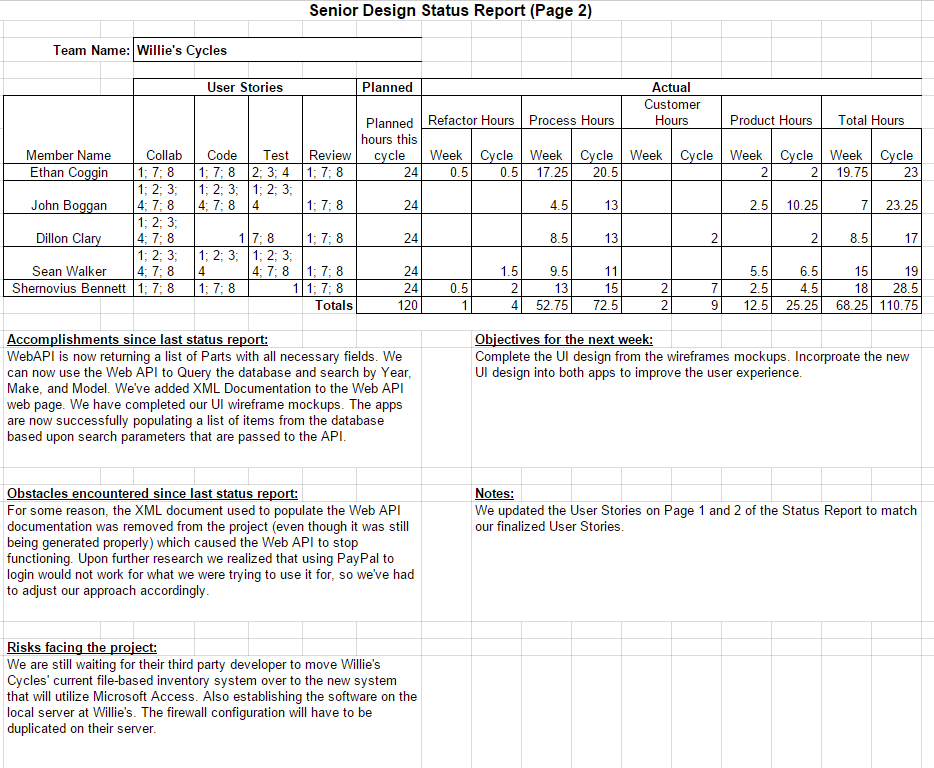 Senior Design Status Report (Page 2)
Team Name: Willie's Cycles
User Stories Planned Actual
Member Name Collab Code Test Review Planned hours this cycle Refactor Hours Process Hours Customer Hours Product Hours Total Hours
Week Cycle Week Cycle Week Cycle Week Cycle Week Cycle
Ethan Coggin 1; 7; 8 1; 7; 8 2; 3; 4 1; 7; 8 24 0.5 0.5 17.25 20.5 2 2 19.75 23
John Boggan 1; 2; 3; 4; 7; 8 1; 2; 3; 4; 7; 8 1; 2; 3; 4 1; 7; 8 24 4.5 13 2.5 10.25 7 23.25
Dillon Clary 1; 2; 3; 4; 7; 8 1 7; 8 1; 7; 8 24 8.5 13 2 2 8.5 17
Sean Walker 1; 2; 3; 4; 7; 8 1; 2; 3; 4 1; 2; 3; 4; 7; 8 1; 7; 8 24 1.5 9.5 11 5.5 6.5 15 19
Shernovius Bennett 1; 7; 8 1; 7; 8 1 1; 7; 8 24 0.5 2 13 15 2 7 2.5 4.5 18 28.5
Totals 120 1 4 52.75 72.5 2 9 12.5 25.25 68.25 110.75
Accomplishments since last status report:
WebAPI is now returning a list of Parts with all necessary fields. We
can now use the Web API to Query the database and search by Year,
Make, and Model. We've added XML Documentation to the Web API
web page. We have completed our UI wireframe mockups. The apps
are now successfully populating a list of items from the database
based upon search parameters that are passed to the API.
Objectives for the next week:
Complete the UI design from the wireframes mockups. Incorproate the new
UI design into both apps to improve the user experience.
Obstacles encountered since last status report:
For some reason, the XML document used to populate the Web API
documentation was removed from the project (even though it was still
being generated properly) which caused the Web API to stop
functioning. Upon further research we realized that using PayPal to
login would not work for what we were trying to use it for, so we've had
to adjust our approach accordingly.
Notes:
We updated the User Stories on Page 1 and 2 of the Status Report to match
our finalized User Stories.
Risks facing the project:
We are still waiting for their third party developer to move Willie's
Cycles' current file-based inventory system over to the new system
that will utilize Microsoft Access. Also establishing the software on the
local server at Willie's. The firewall configuration will have to be
duplicated on their server.